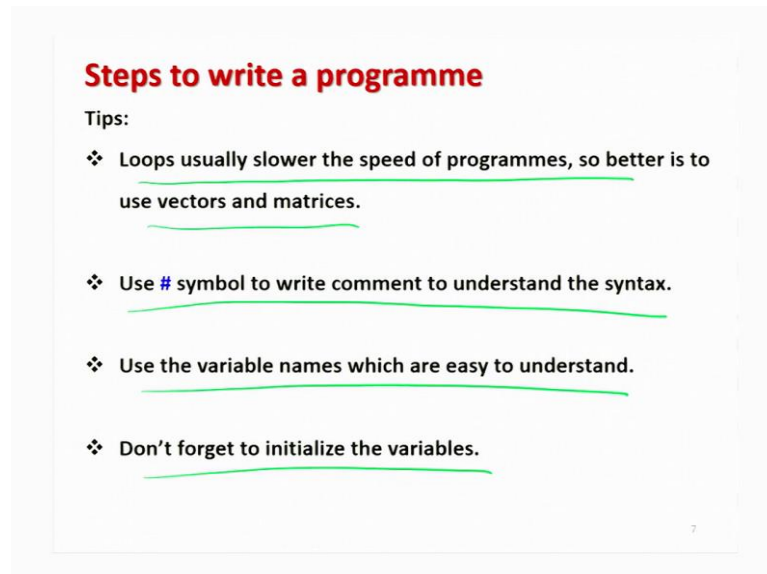 Steps to write a programme
Tips:
❖ Loops usually slower the speed of programmes, so better is to
use vectors and matrices.
❖ Use # symbol to write comment to understand the syntax.
❖ Use the variable names which are easy to understand.
❖ Don’t forget to initialize the variables.
7